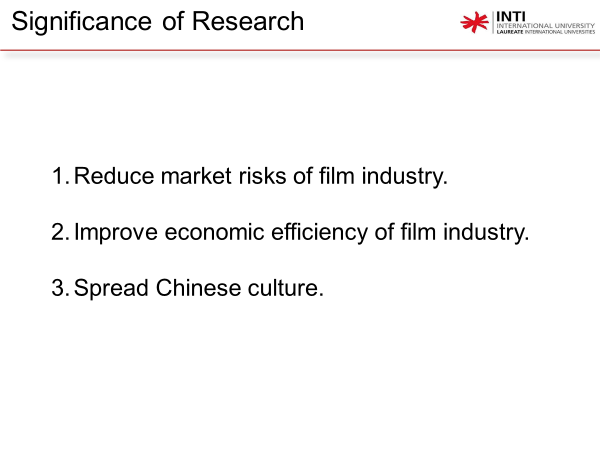 Significance of Research
INTI
INTERNATIONAL UNIVERSITY
LAUREATE INTERNATIONAL UNIVERSITIES
1. Reduce market risks of film industry.
2. Improve economic efficiency of film industry.
3. Spread Chinese culture.